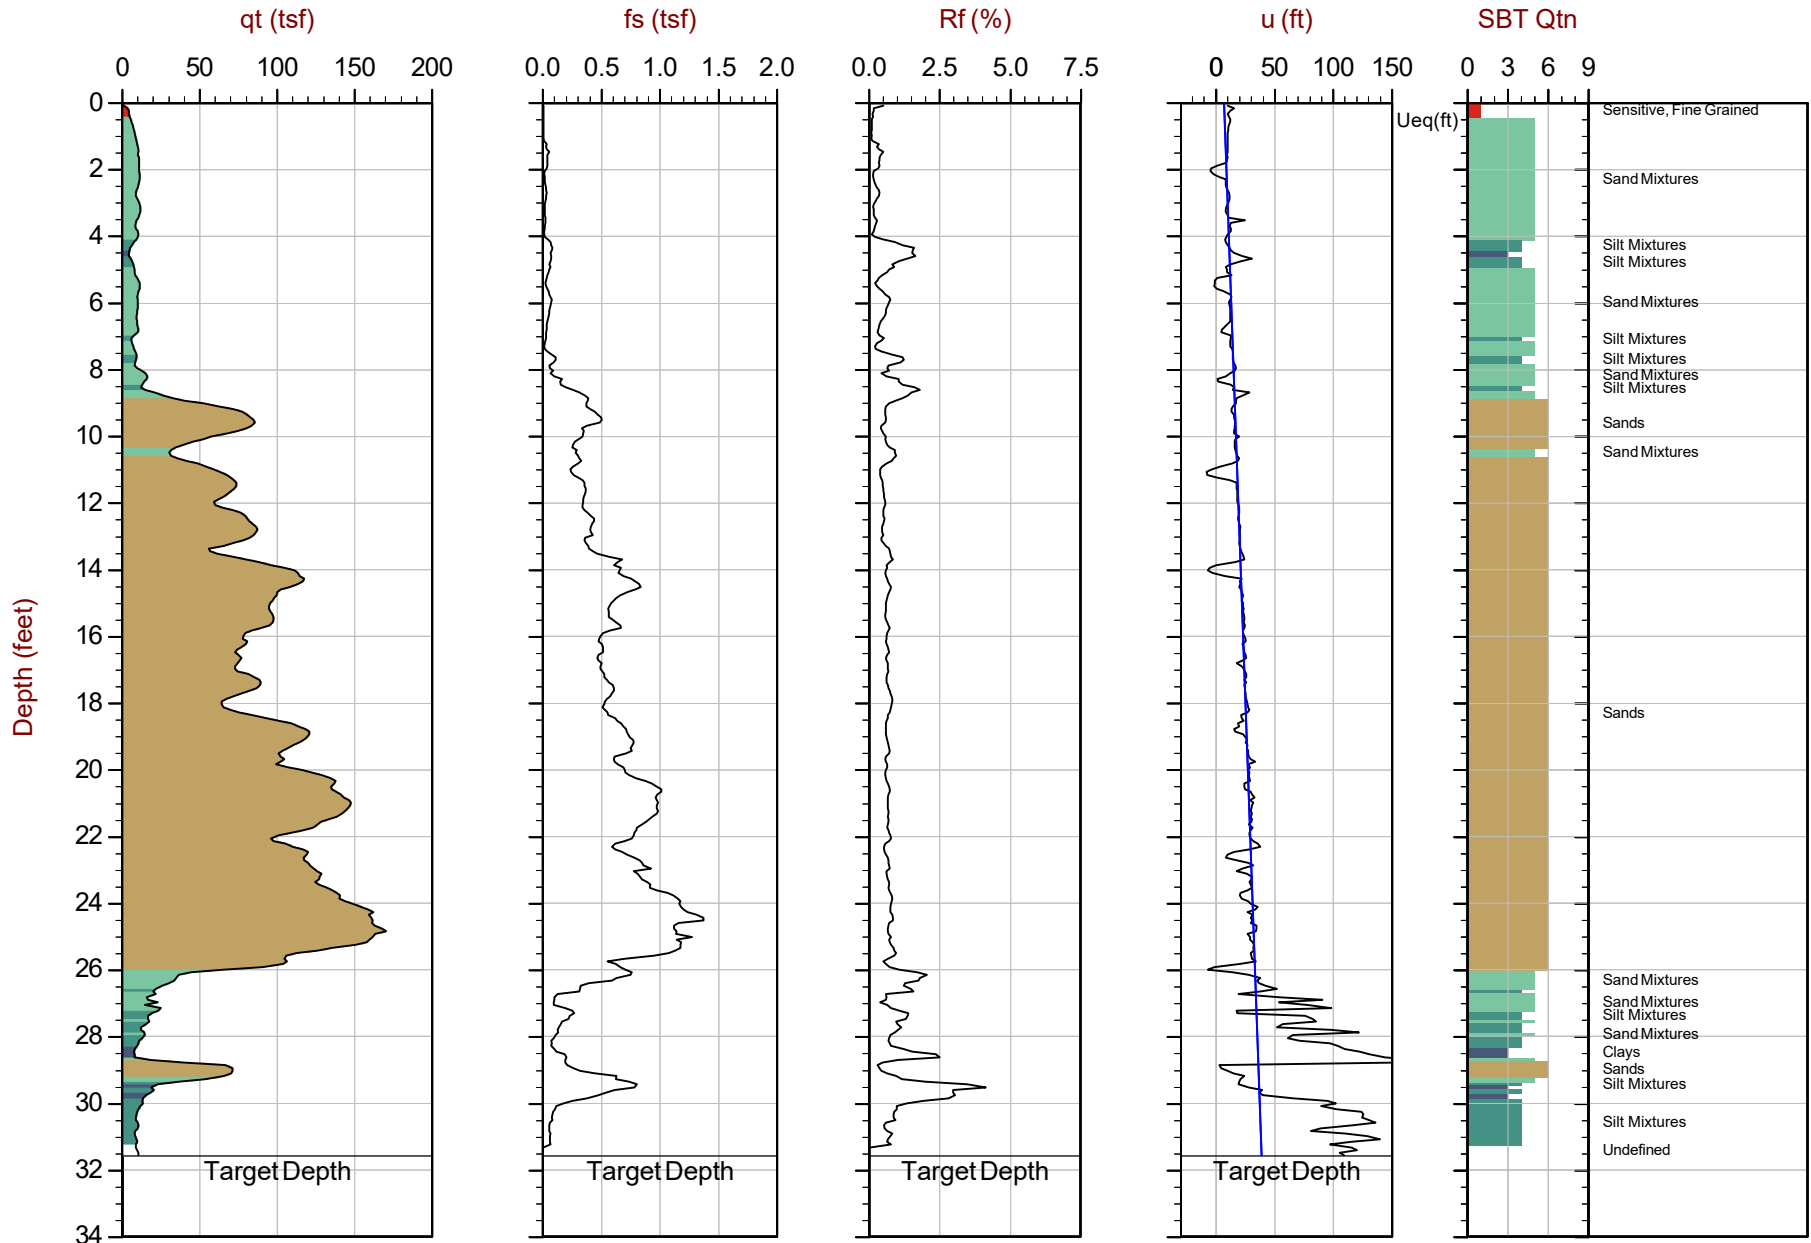 qt (tsf) fs (tsf) Rf (%) u (ft) SBT Qtn
0 50 100 150 200 0.0 0.5 1.0 1.5 2.0 0.0 2.5 5.0 7.5 0 50 100 150 0 3 6 9
0
Sensitive, Fine Grained
Ueq(ft)
2
Sand Mixtures
4
Silt Mixtures
Silt Mixtures
6
Sand Mixtures
Silt Mixtures
Silt Mixtures
8
Sand Mixtures
Silt Mixtures
Sands
10
Sand Mixtures
12
14
16
Depth (feet)
18
Sands
20
22
24
26
Sand Mixtures
Sand Mixtures
Silt Mixtures
28
Sand Mixtures
Clays
Sands
Silt Mixtures
30
Silt Mixtures
Undefined
32
Target Depth Target Depth Target Depth Target Depth
34